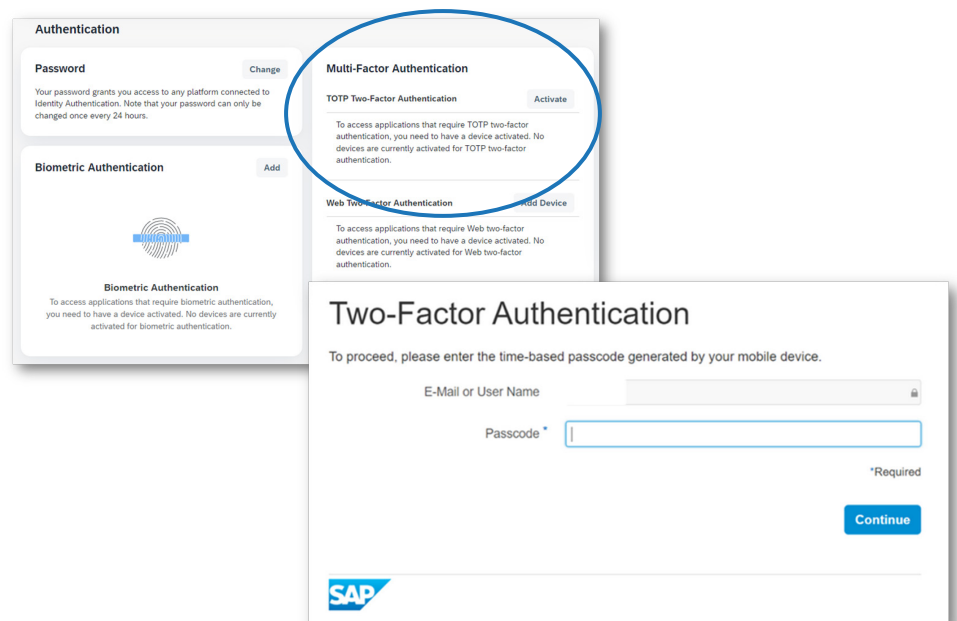 Authentication
Password
Change
Your password grants you access to any platform connected to
Identity Authentication. Note that your password can only be
changed once every 24 hours.
Biometric Authentication
Add
Biometric Authentication
To access applications that require biometric authentication,
you need to have a device activated. No devices are currently
activated for biometric authentication.
Multi-Factor Authentication
TOTP Two-Factor Authentication
Activate
To access applications that require TOTP two-factor
authentication, you need to have a device activated. No
devices are currently activated for TOTP two-factor
authentication.
Web Two-Factor Authentication
Add Device
To access applications that require Web two-factor
authentication, you need to have a device activated. No
devices are currently activated for Web two-factor
authentication.
Two-Factor Authentication
To proceed, please enter the time-based passcode generated by your mobile device.
E-Mail or User Name
Passcode *
*Required
Continue
SAP